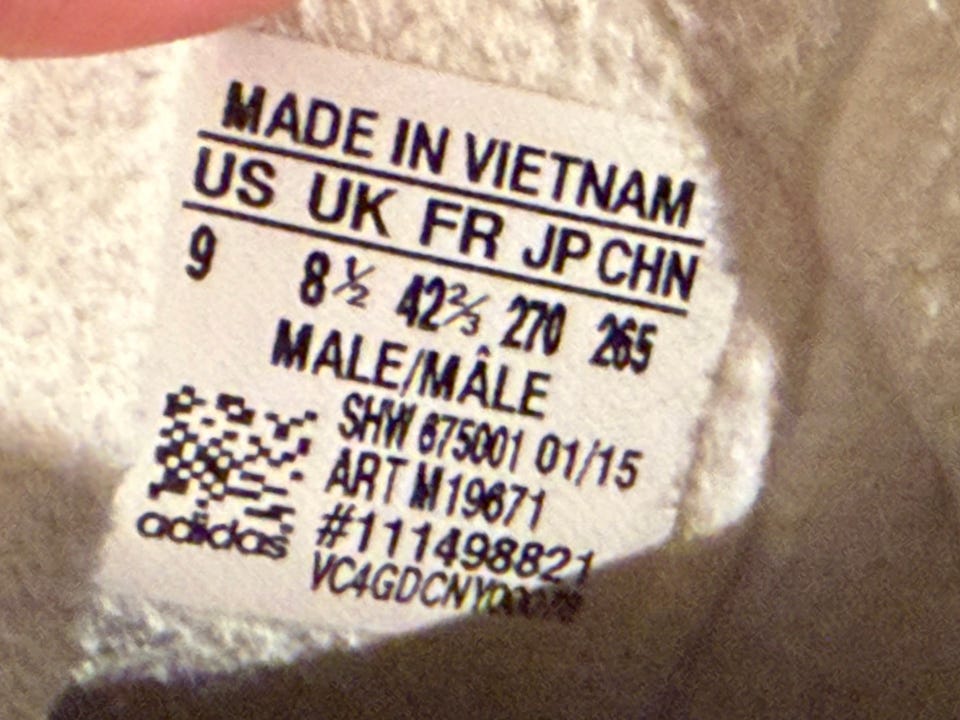 MADE IN VIETNAM
US UK FR JP CHN
9 8½ 42⅔ 270 265
MALE/MÂLE
SHW 675001 01/15
ART M19671
#111498821
adidas